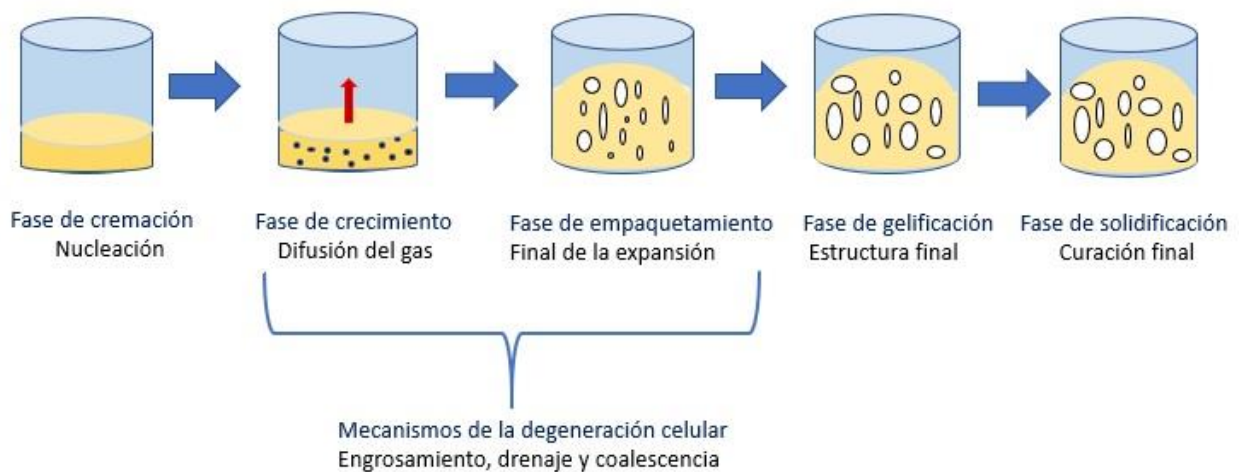 Fase de cremación
Nucleación
Fase de crecimiento
Difusión del gas
Fase de empaquetamiento
Final de la expansión
Fase de gelificación
Estructura final
Fase de solidificación
Curación final
Mecanismos de la degeneración celular
Engrosamiento, drenaje y coalescencia